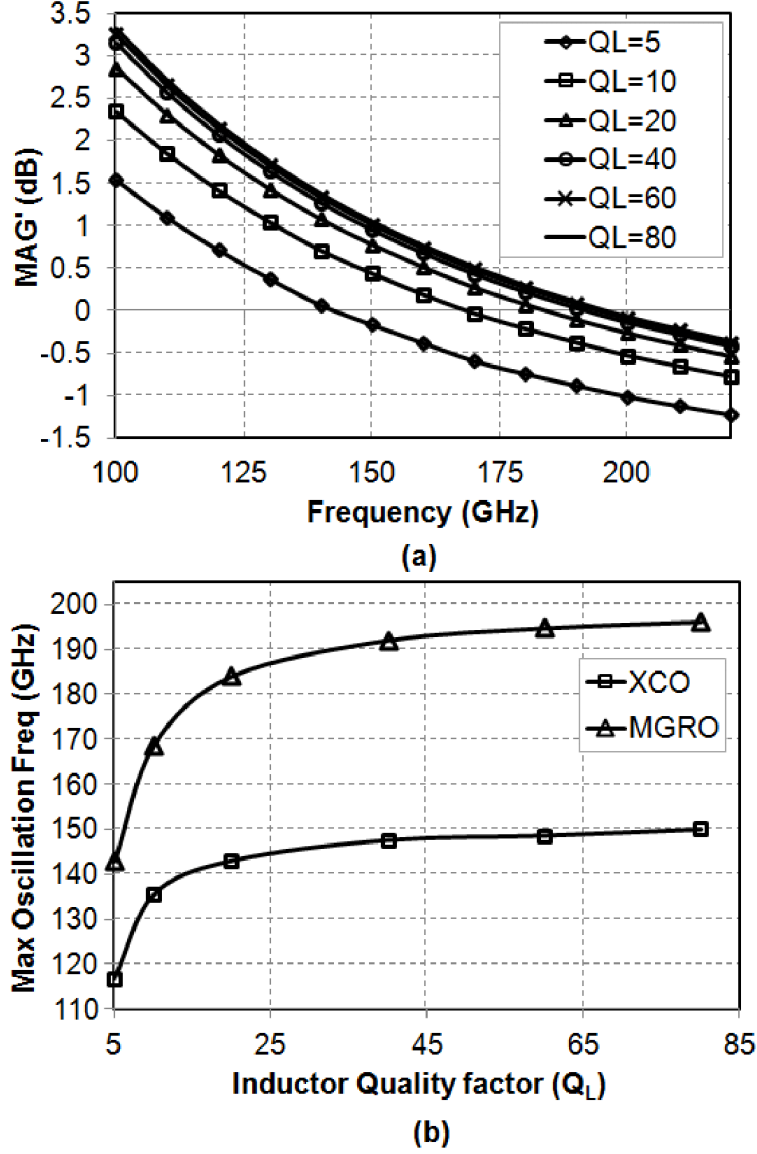 3.5
3
2.5
2
1.5
1
0.5
0
-0.5
-1
-1.5
MAG' (dB)
QL=5
QL=10
QL=20
QL=40
QL=60
QL=80
100 125 150 175 200
Frequency (GHz)
(a)
200
190
180
170
160
150
140
130
120
110
Max Oscillation Freq (GHz)
XCO
MGRO
5 25 45 65 85
Inductor Quality factor (QL)
(b)